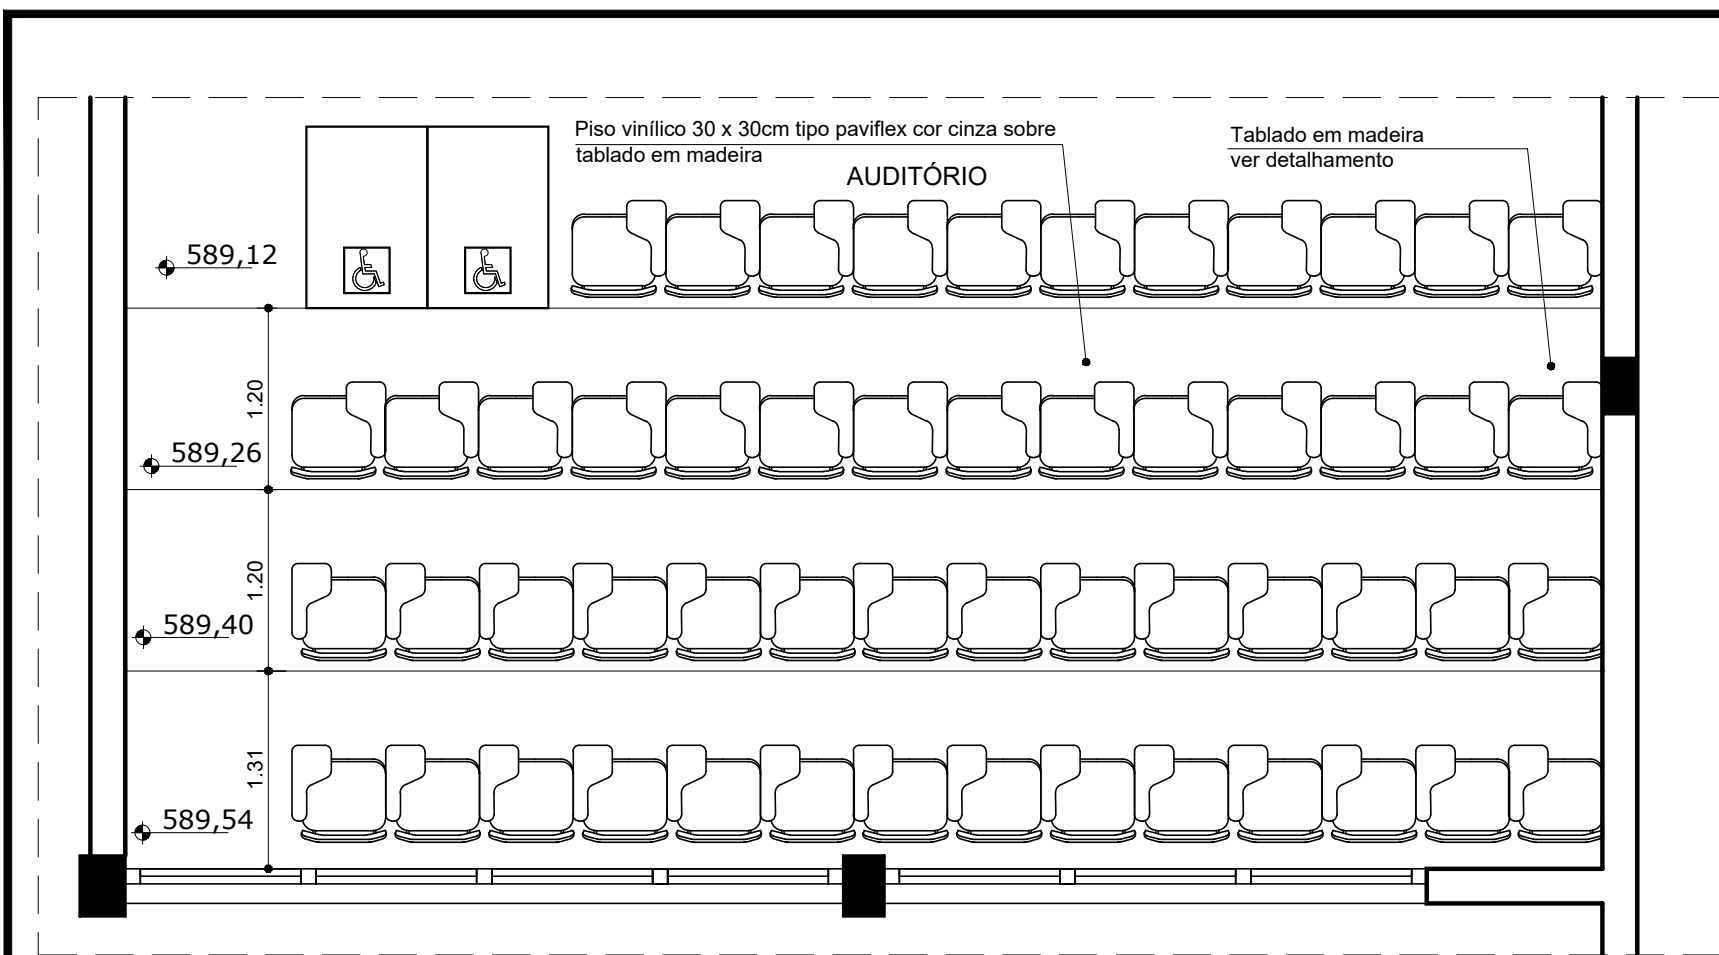 Piso vinílico 30 x 30cm tipo paviflex cor cinza sobre
tablado em madeira
Tablado em madeira
ver detalhamento
AUDITÓRIO
589,12
1.20
589,26
1.20
589,40
1.31
589,54